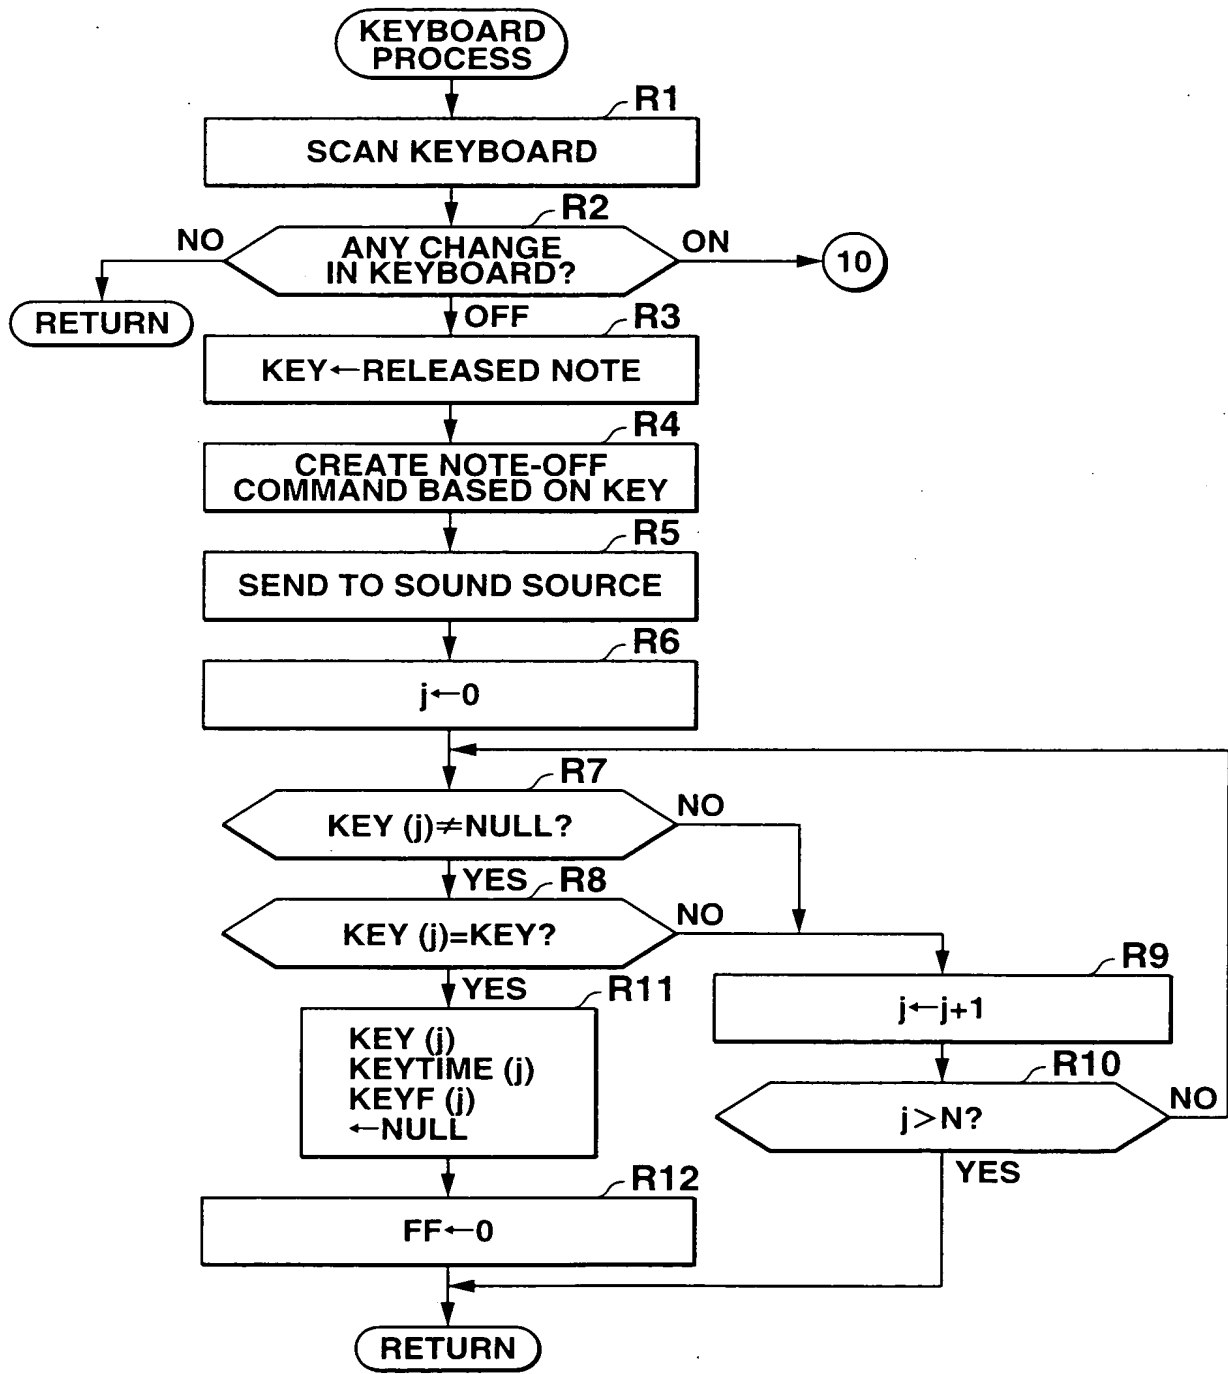 KEYBOARD
PROCESS
R1
SCAN KEYBOARD
R2
NO
ANY CHANGE
IN KEYBOARD?
ON
10
RETURN
OFF
R3
KEY←RELEASED NOTE
R4
CREATE NOTE-OFF
COMMAND BASED ON KEY
R5
SEND TO SOUND SOURCE
R6
j←0
R7
KEY (j)≠NULL?
NO
YES
R8
KEY (j)=KEY?
NO
YES
R9
j←j+1
R10
j>N?
NO
YES
R11
KEY (j)
KEYTIME (j)
KEYF (j)
←NULL
R12
FF←0
RETURN